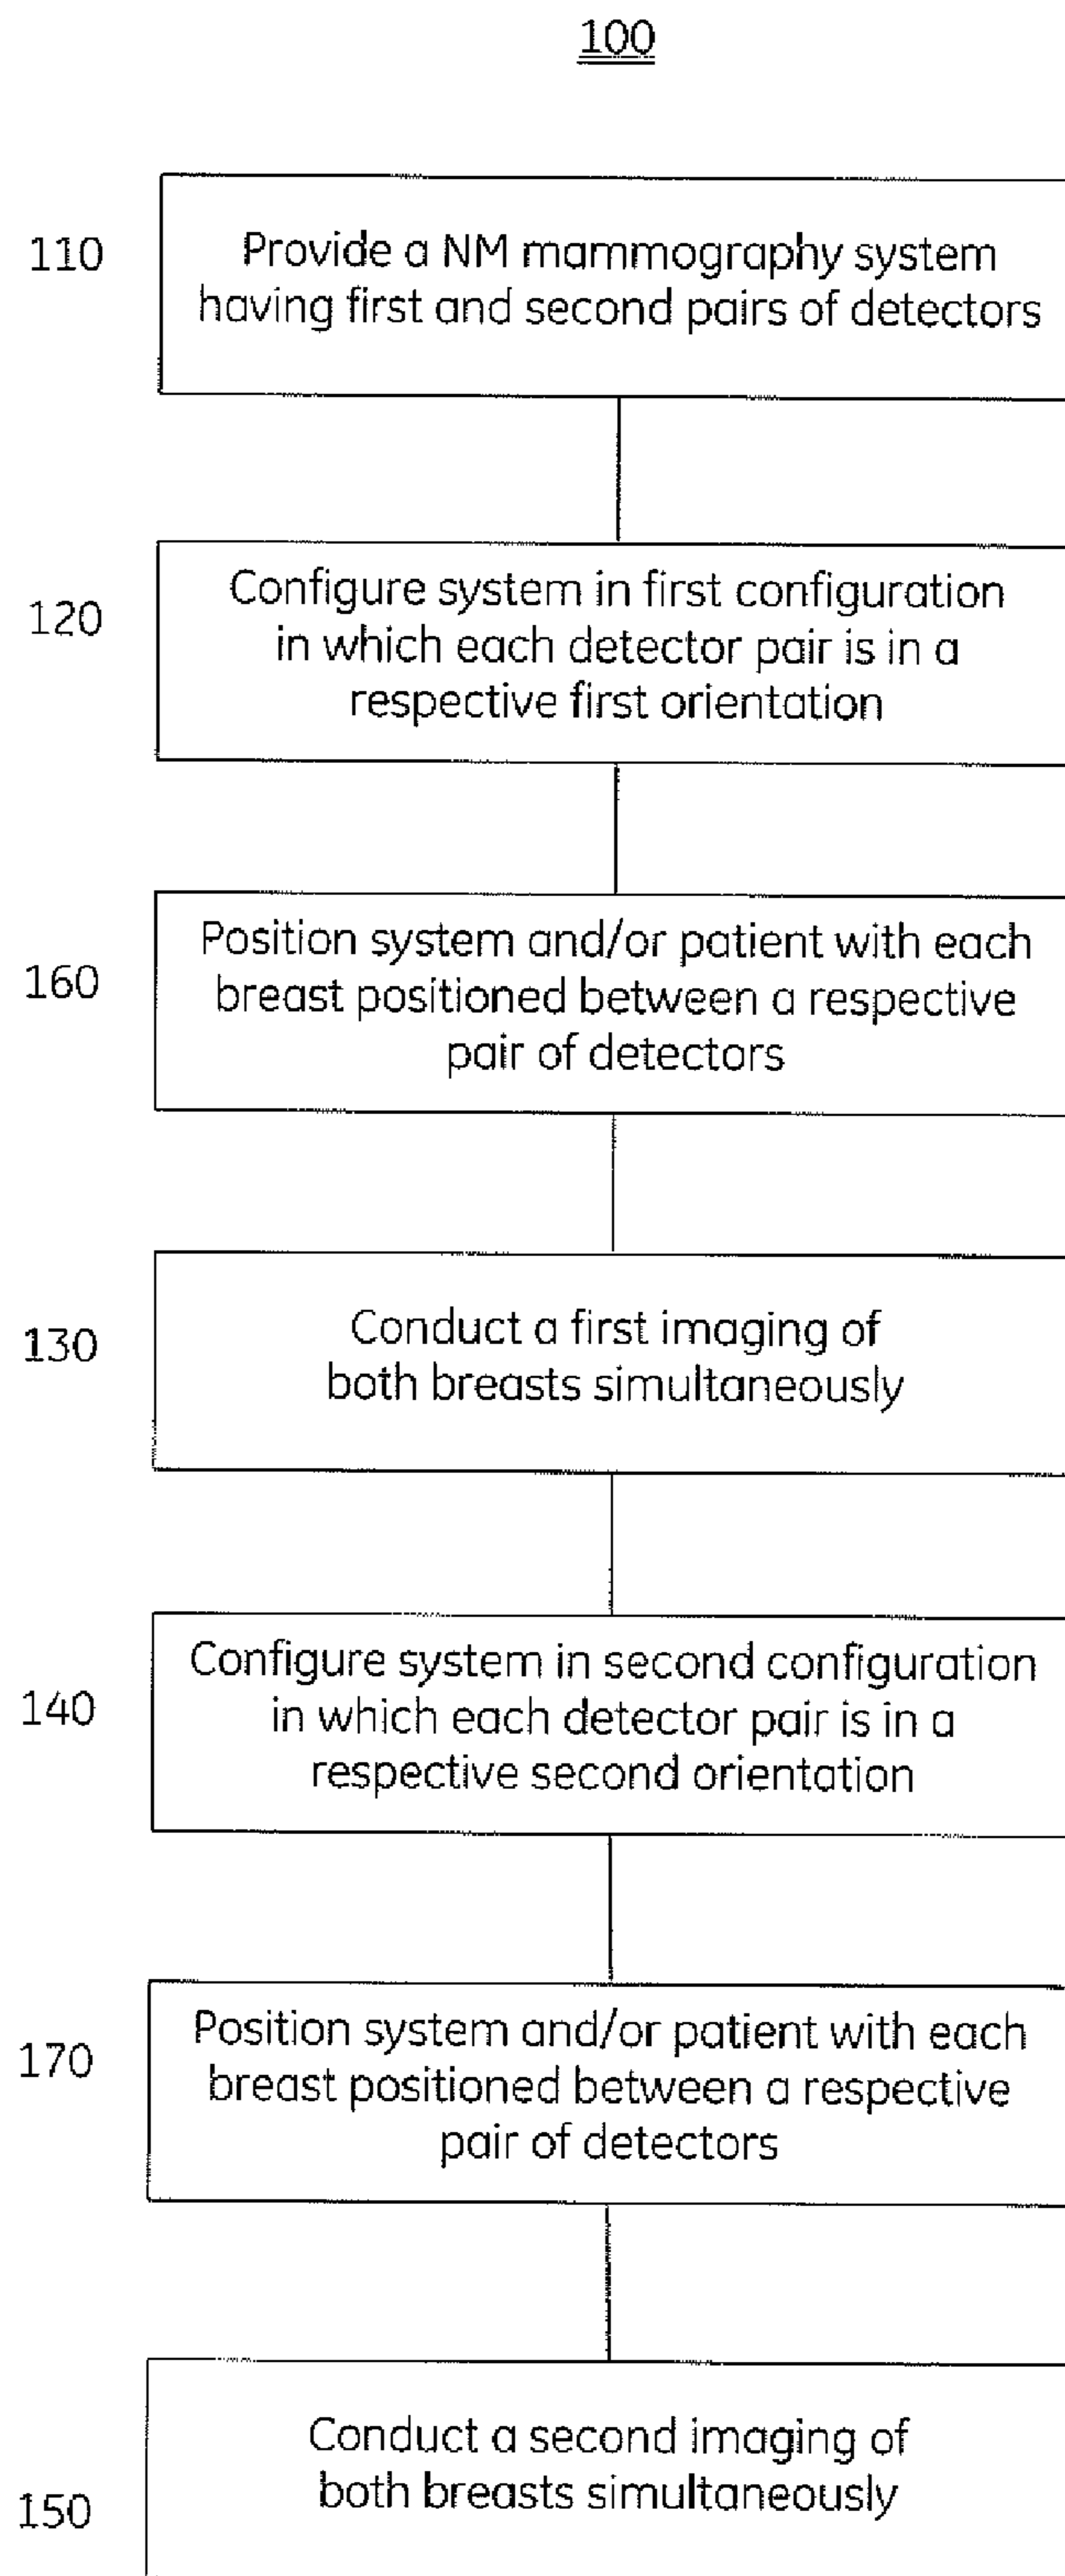 100
110
Provide a NM mammography system
having first and second pairs of detectors
120
Configure system in first configuration
in which each detector pair is in a
respective first orientation
160
Position system and/or patient with each
breast positioned between a respective
pair of detectors
130
Conduct a first imaging of
both breasts simultaneously
140
Configure system in second configuration
in which each detector pair is in a
respective second orientation
170
Position system and/or patient with each
breast positioned between a respective
pair of detectors
150
Conduct a second imaging of
both breasts simultaneously